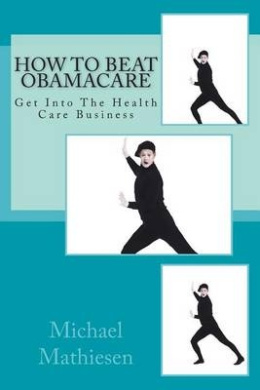 HOW TO BEAT
OBAMACARE
Get Into The Health
Care Business
Michael
Mathiesen